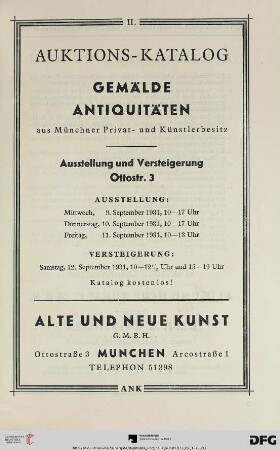 II.
AUKTIONS-KATALOG
GEMÄLDE
ANTIQUITÄTEN
aus Münchner Privat- und Künstlerbesitz
Ausstellung und Versteigerung
Ottostr. 3
AUSSTELLUNG:
Mittwoch, 9. September 1931, 10—17 Uhr
Donnerstag, 10. September 1931, 10—17 Uhr
Freitag, 11. September 1931, 10—13 Uhr
VERSTEIGERUNG:
Samstag, 12. September 1931, 10—12½ Uhr und 15—19 Uhr
Katalog kostenlos!
ALTE UND NEUE KUNST
G. M. B. H.
Ottostraße 3 MÜNCHEN Arcostraße 1
TELEPHON 51298
ANK
DFG